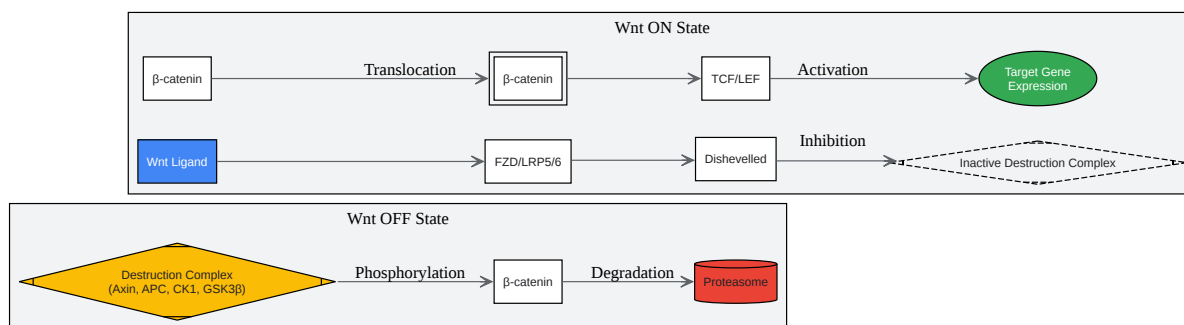 Wnt ON State
β-catenin
Translocation
β-catenin
TCF/LEF
Activation
Target Gene
Expression
Wnt Ligand
FZD/LRP5/6
Dishevelled
Inhibition
Inactive Destruction Complex
Wnt OFF State
Destruction Complex
(Axin, APC, CK1, GSK3β)
Phosphorylation
β-catenin
Degradation
Proteasome